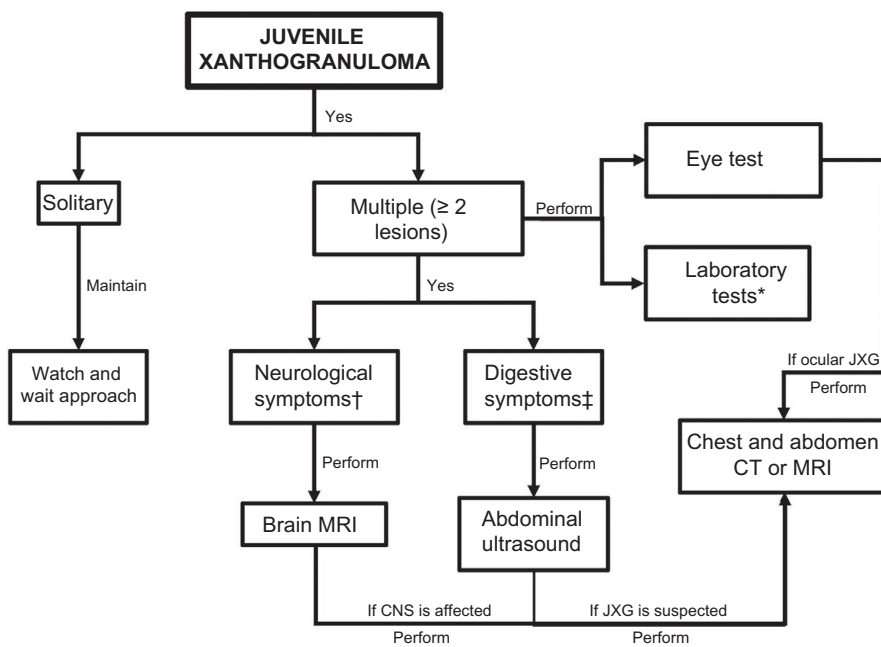 JUVENILE
XANTHOGRANULOMA
Yes
Solitary
Multiple (≥ 2
lesions)
Perform
Eye test
Laboratory
tests*
Maintain
Yes
Watch and
wait approach
Neurological
symptoms†
Digestive
symptoms‡
If ocular JXG
Perform
Perform
Perform
Chest and abdomen
CT or MRI
Brain MRI
Abdominal
ultrasound
If CNS is affected
Perform
If JXG is suspected
Perform